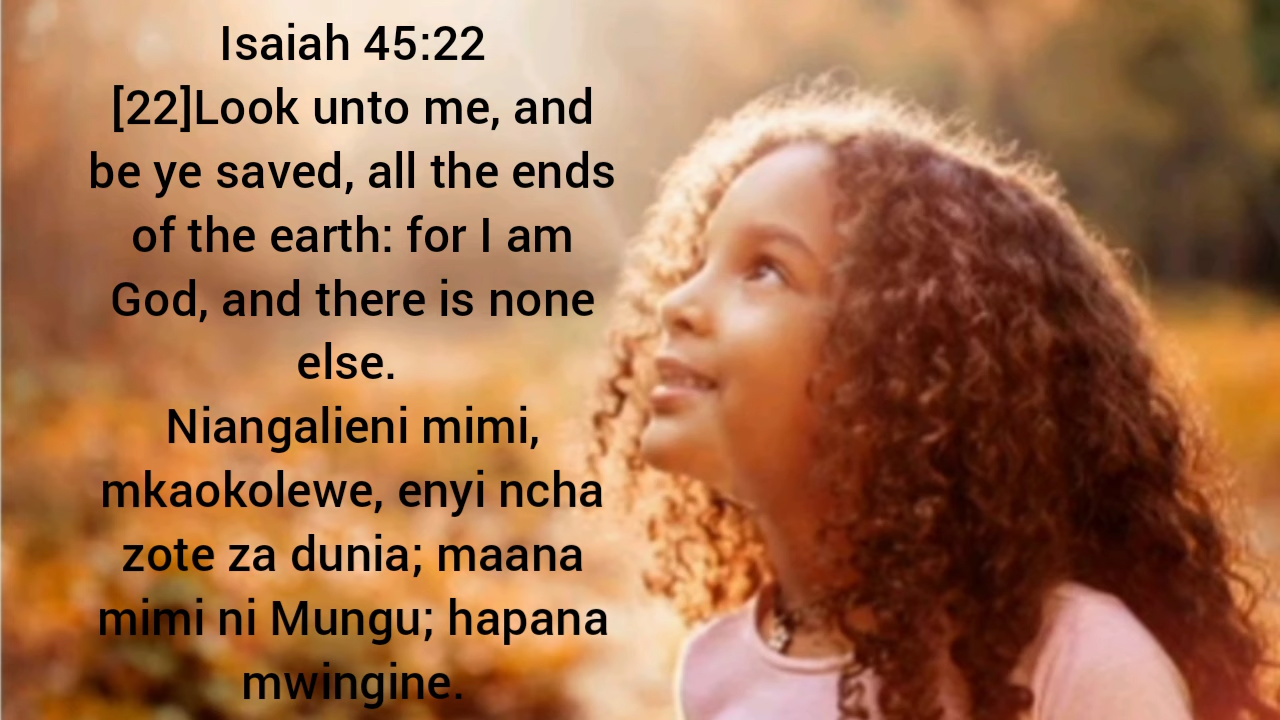 Isaiah 45:22
[22]Look unto me, and
be ye saved, all the ends
of the earth: for I am
God, and there is none
else.
Niangalieni mimi,
mkaokolewe, enyi ncha
zote za dunia; maana
mimi ni Mungu; hapana
mwingine.